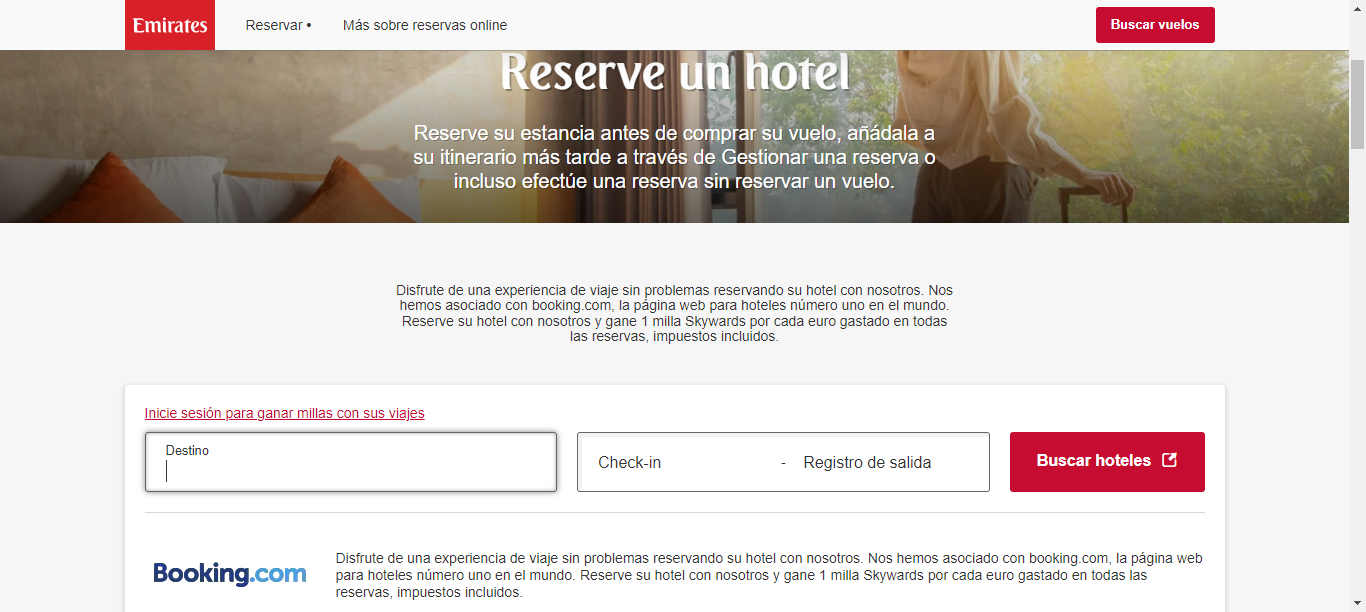 Emirates
Reservar •
Más sobre reservas online
Buscar vuelos
Reserve un hotel
Reserve su estancia antes de comprar su vuelo, añádala a
su itinerario más tarde a través de Gestionar una reserva o
incluso efectúe una reserva sin reservar un vuelo.
Disfrute de una experiencia de viaje sin problemas reservando su hotel con nosotros. Nos
hemos asociado con booking.com, la página web para hoteles número uno en el mundo.
Reserve su hotel con nosotros y gane 1 milla Skywards por cada euro gastado en todas
las reservas, impuestos incluidos.
Inicie sesión para ganar millas con sus viajes
Destino
Check-in - Registro de salida
Buscar hoteles
Booking.com
Disfrute de una experiencia de viaje sin problemas reservando su hotel con nosotros. Nos hemos asociado con booking.com, la página web
para hoteles número uno en el mundo. Reserve su hotel con nosotros y gane 1 milla Skywards por cada euro gastado en todas las
reservas, impuestos incluidos.